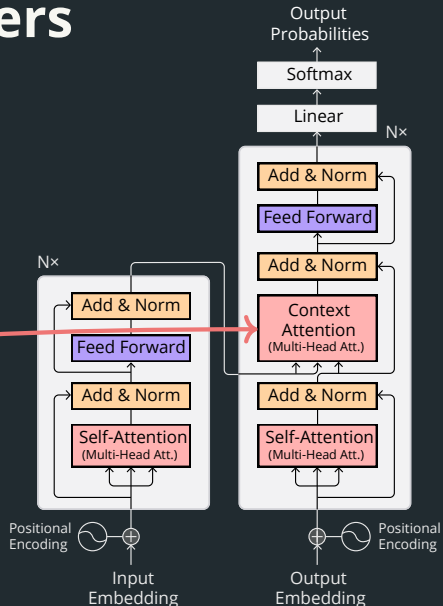 ers
Output
Probabilities
Softmax
Linear
N×
Add & Norm
Feed Forward
Add & Norm
Context
Attention
(Multi-Head Att.)
Add & Norm
Self-Attention
(Multi-Head Att.)
Positional
Encoding
Output
Embedding
N×
Add & Norm
Feed Forward
Add & Norm
Self-Attention
(Multi-Head Att.)
Positional
Encoding
Input
Embedding